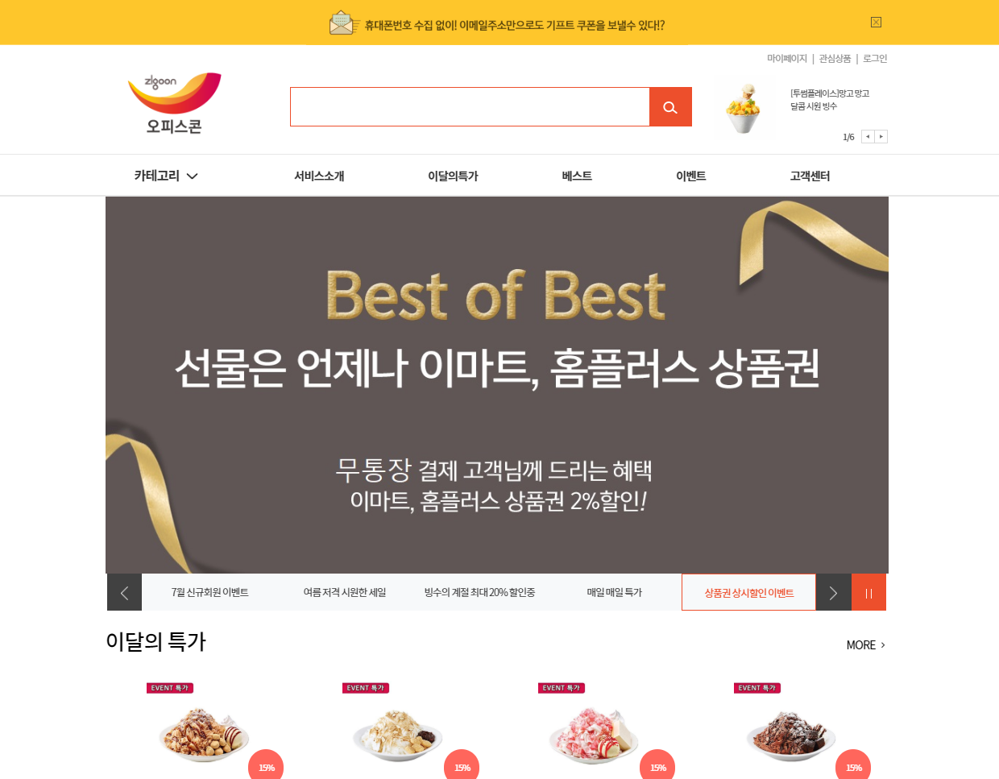 휴대폰번호 수집 없이! 이메일주소만으로도 기프트 쿠폰을 보낼수 있다!?
마이페이지 | 관심상품 | 로그인
zlgoon
오피스콘
[투썸플레이스]망고 망고
달콤 시원 빙수
1/6
카테고리
서비스소개
이달의특가
베스트
이벤트
고객센터
Best of Best
선물은 언제나 이마트, 홈플러스 상품권
무통장 결제 고객님께 드리는 혜택
이마트, 홈플러스 상품권 2%할인!
7월 신규회원 이벤트
여름 저격 시원한 세일
빙수의 계절 최대 20% 할인중
매일 매일 특가
상품권 상시할인 이벤트
이달의 특가
MORE >
EVENT 특가
EVENT 특가
EVENT 특가
EVENT 특가
15%
15%
15%
15%